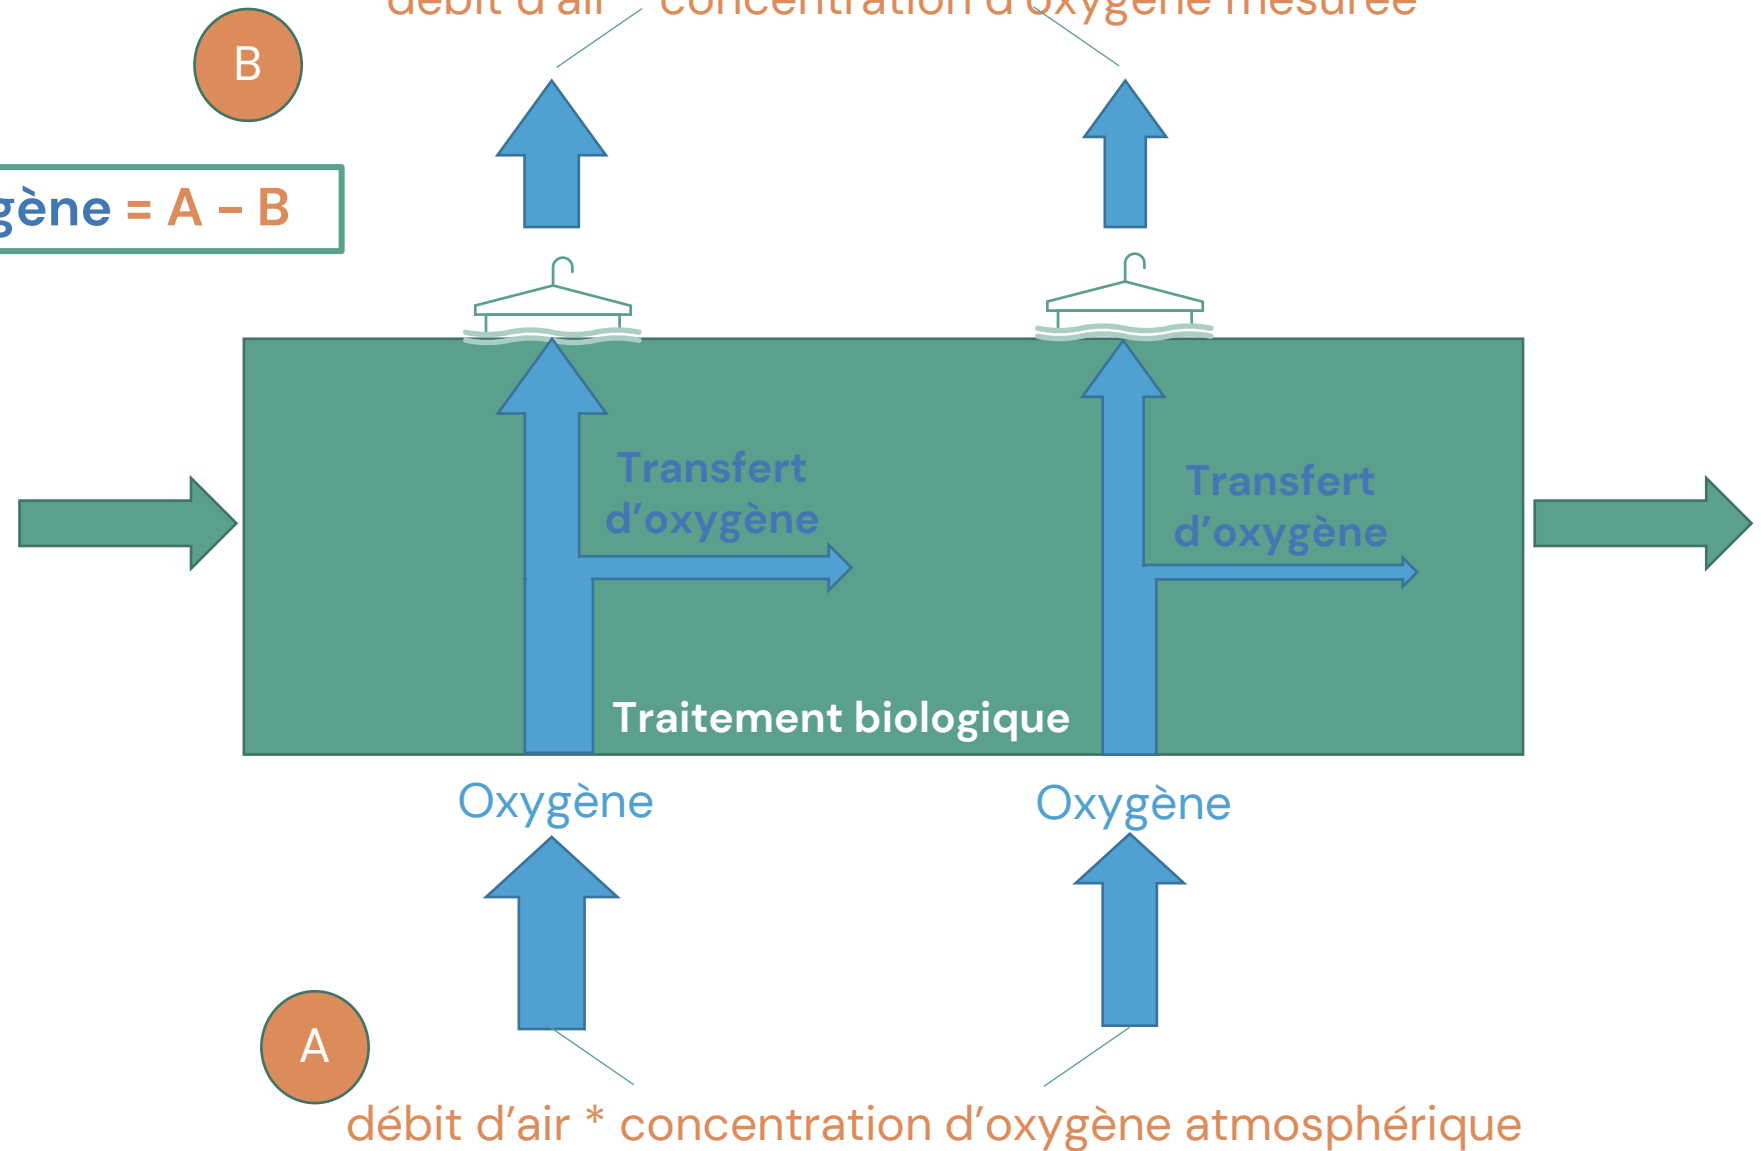 débit d'air * concentration d'oxygène mesurée
B
gène = A – B
Transfert
d'oxygène
Transfert
d'oxygène
Traitement biologique
Oxygène
Oxygène
A
débit d'air * concentration d'oxygène atmosphérique